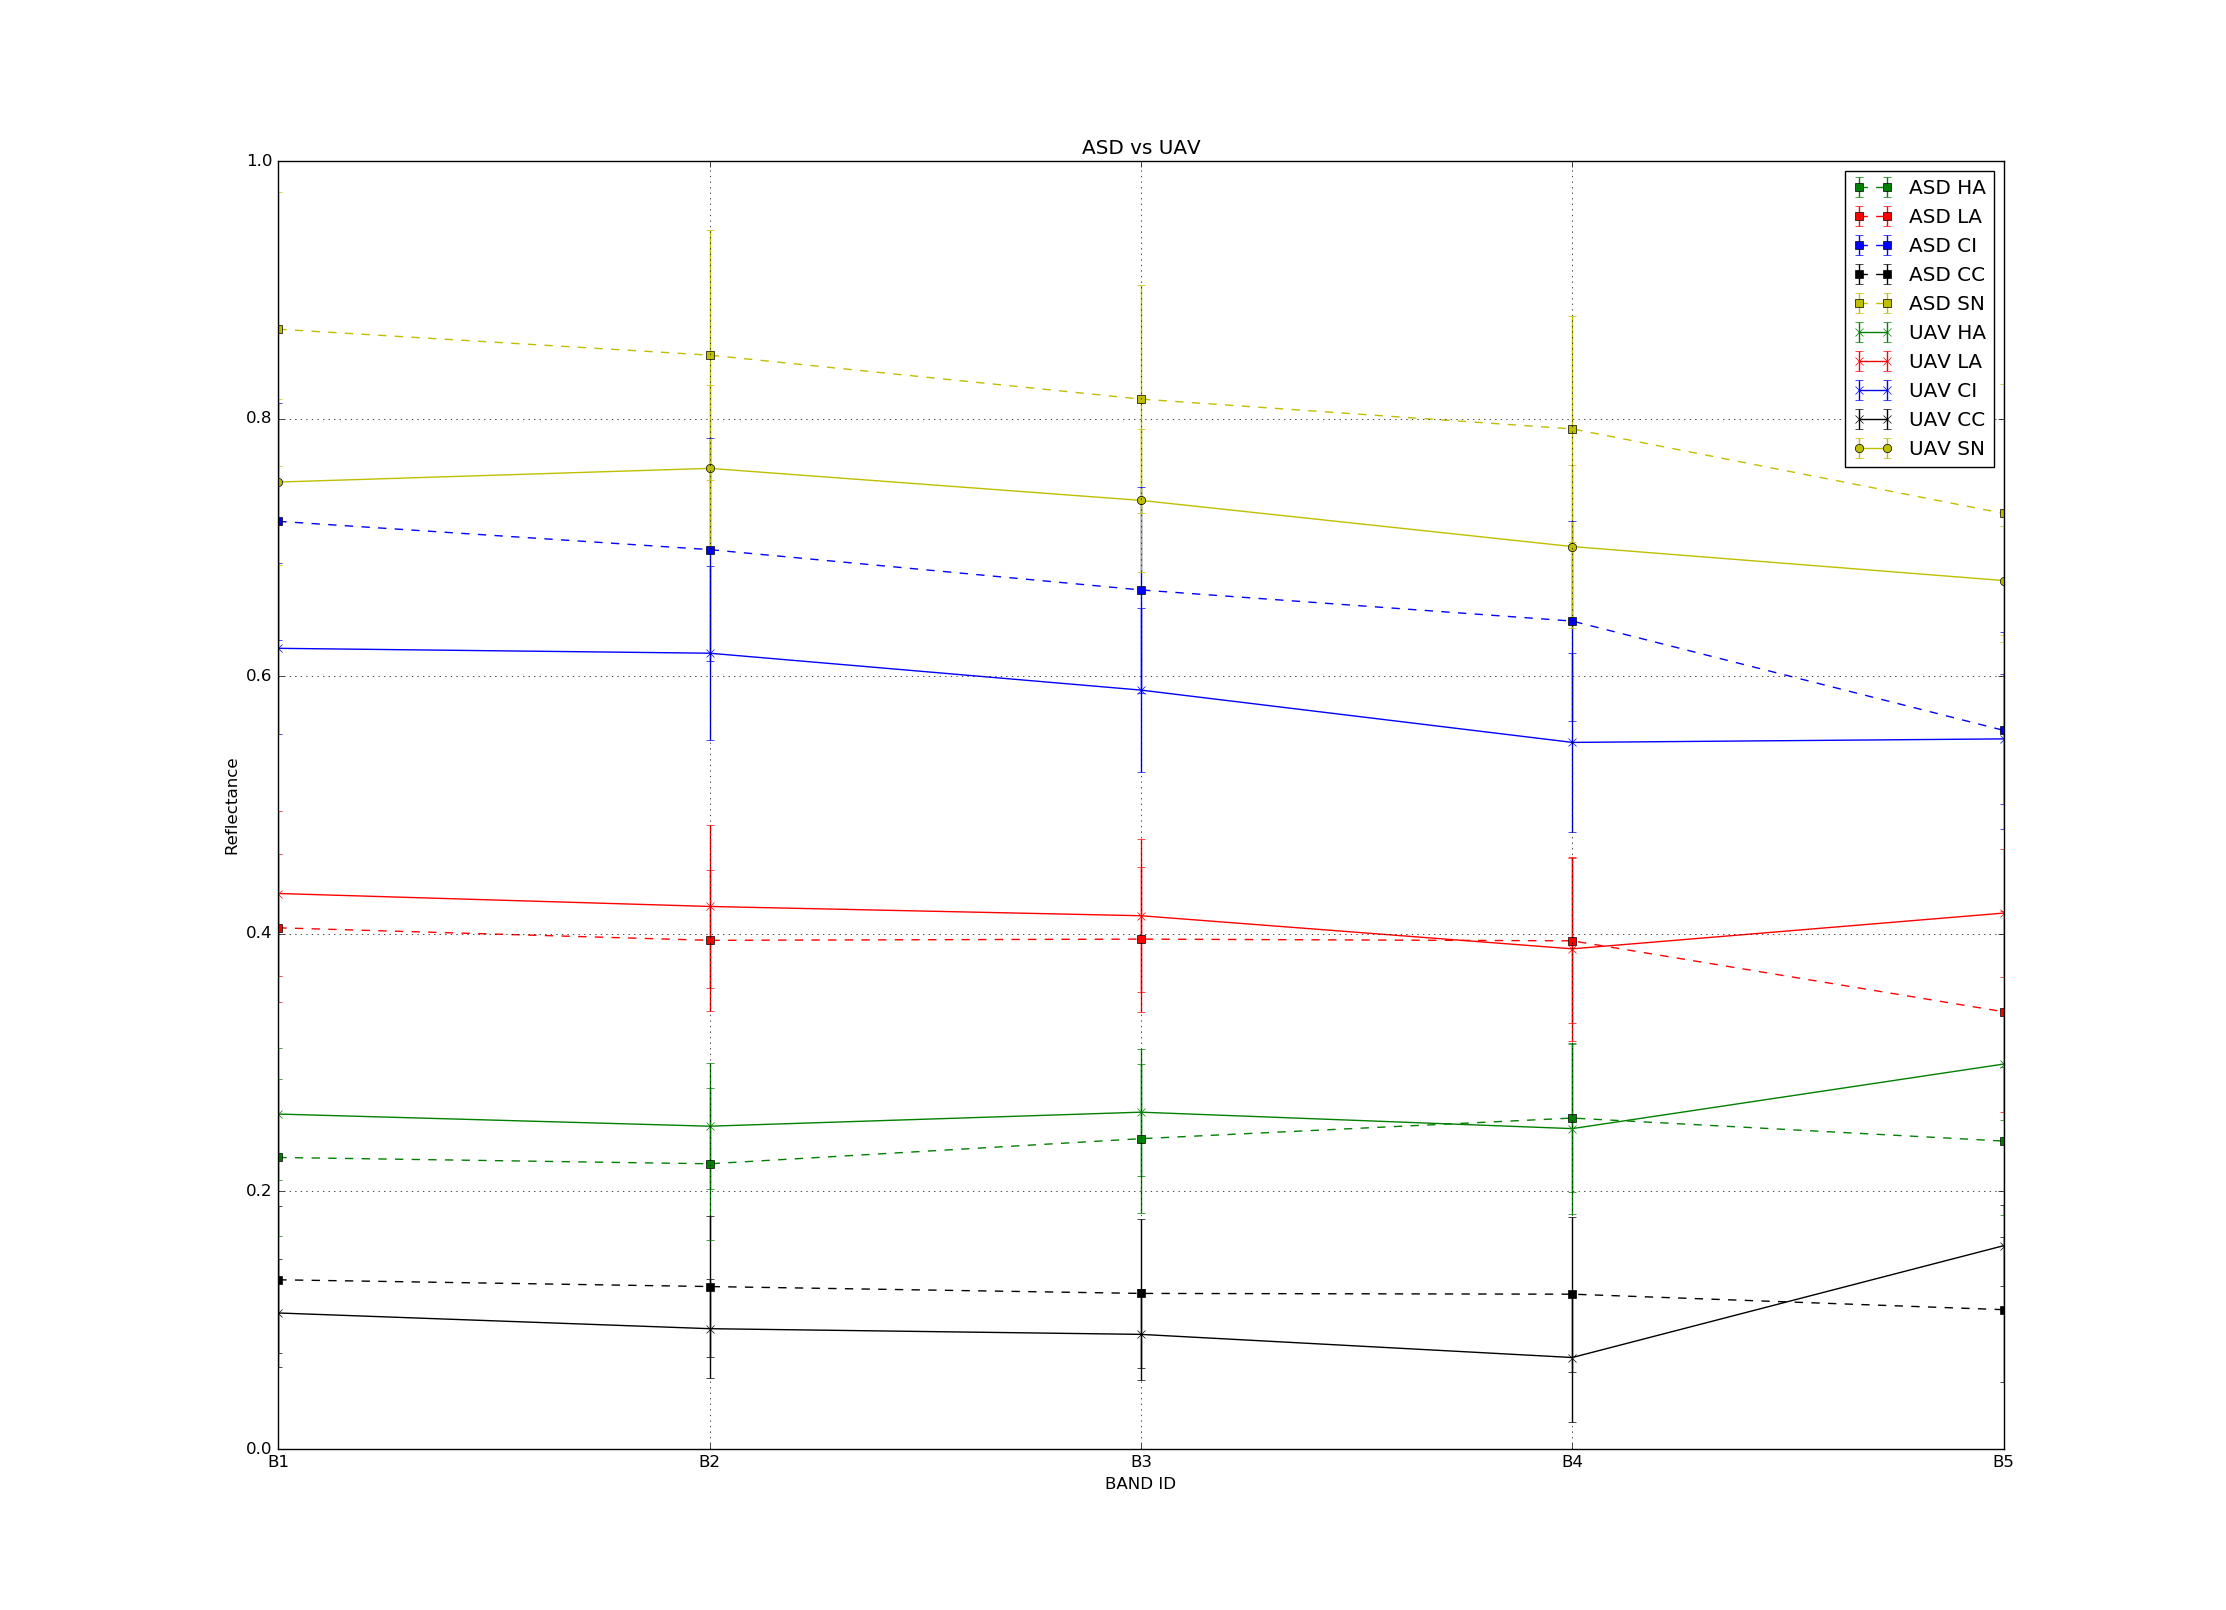 ASD vs UAV
1.0
0.8
0.6
0.4
0.2
0.0
Reflectance
B1 B2 B3 B4 B5
BAND ID
ASD HA
ASD LA
ASD CI
ASD CC
ASD SN
UAV HA
UAV LA
UAV CI
UAV CC
UAV SN